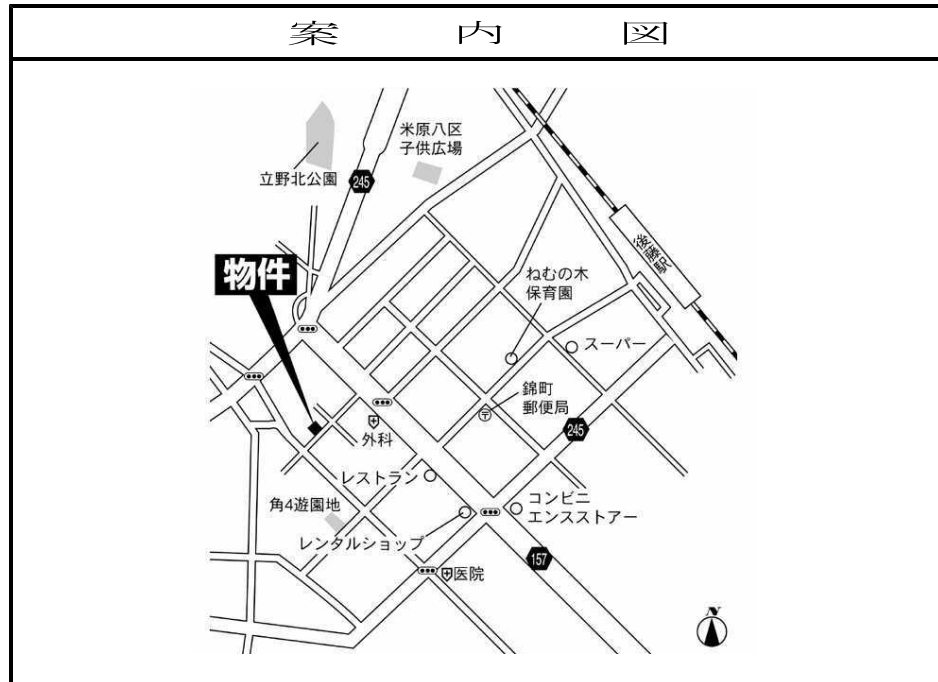 案内図
米原八区
子供広場
立野北公園
245
後藤駅
物件
ねむの木
保育園
スーパー
錦町
郵便局
〒
外科
245
レストラン
角4遊園地
コンビニ
エンスストアー
レンタルショップ
157
医院
N